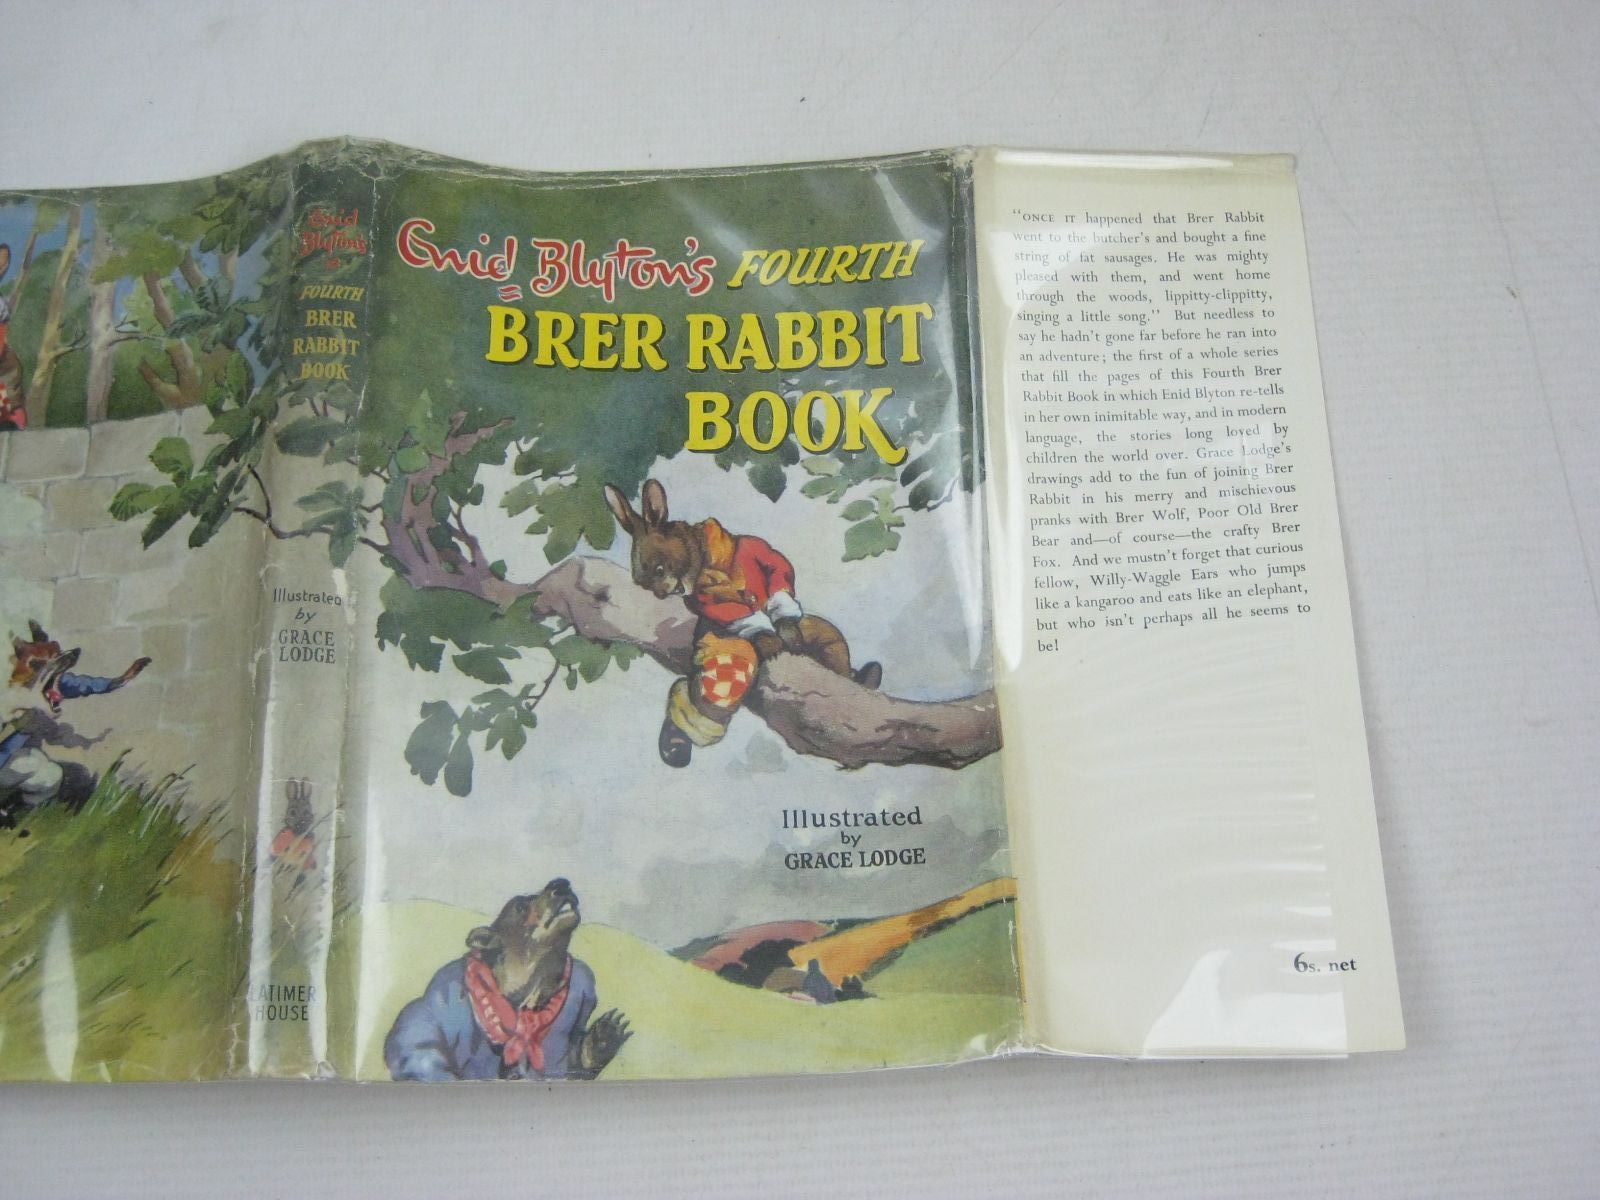 Enid
Blyton's
FOURTH
BRER
RABBIT
BOOK
Illustrated
by
GRACE
LODGE
LATIMER
HOUSE
Enid Blyton's FOURTH
BRER RABBIT
BOOK
Illustrated
by
GRACE LODGE
"ONCE IT happened that Brer Rabbit
went to the butcher's and bought a fine
string of fat sausages. He was mighty
pleased with them, and went home
through the woods, lippitty-clippitty,
singing a little song." But needless to
say he hadn't gone far before he ran into
an adventure; the first of a whole series
that fill the pages of this Fourth Brer
Rabbit Book in which Enid Blyton re-tells
in her own inimitable way, and in modern
language, the stories long loved by
children the world over. Grace Lodge's
drawings add to the fun of joining Brer
Rabbit in his merry and mischievous
pranks with Brer Wolf, Poor Old Brer
Bear and—of course—the crafty Brer
Fox. And we mustn't forget that curious
fellow, Willy-Waggle Ears who jumps
like a kangaroo and eats like an elephant,
but who isn't perhaps all he seems to
be!
6s. net